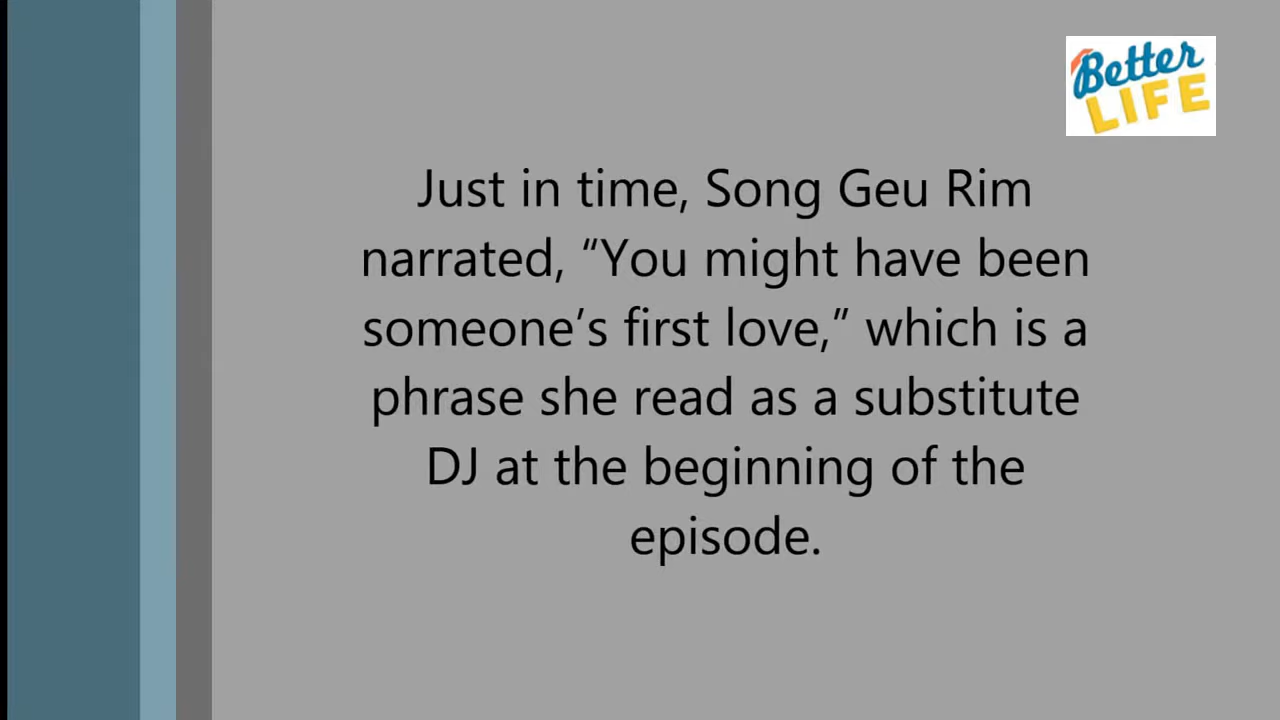 Better
LIFE
Just in time, Song Geu Rim
narrated, “You might have been
someone’s first love,” which is a
phrase she read as a substitute
DJ at the beginning of the
episode.